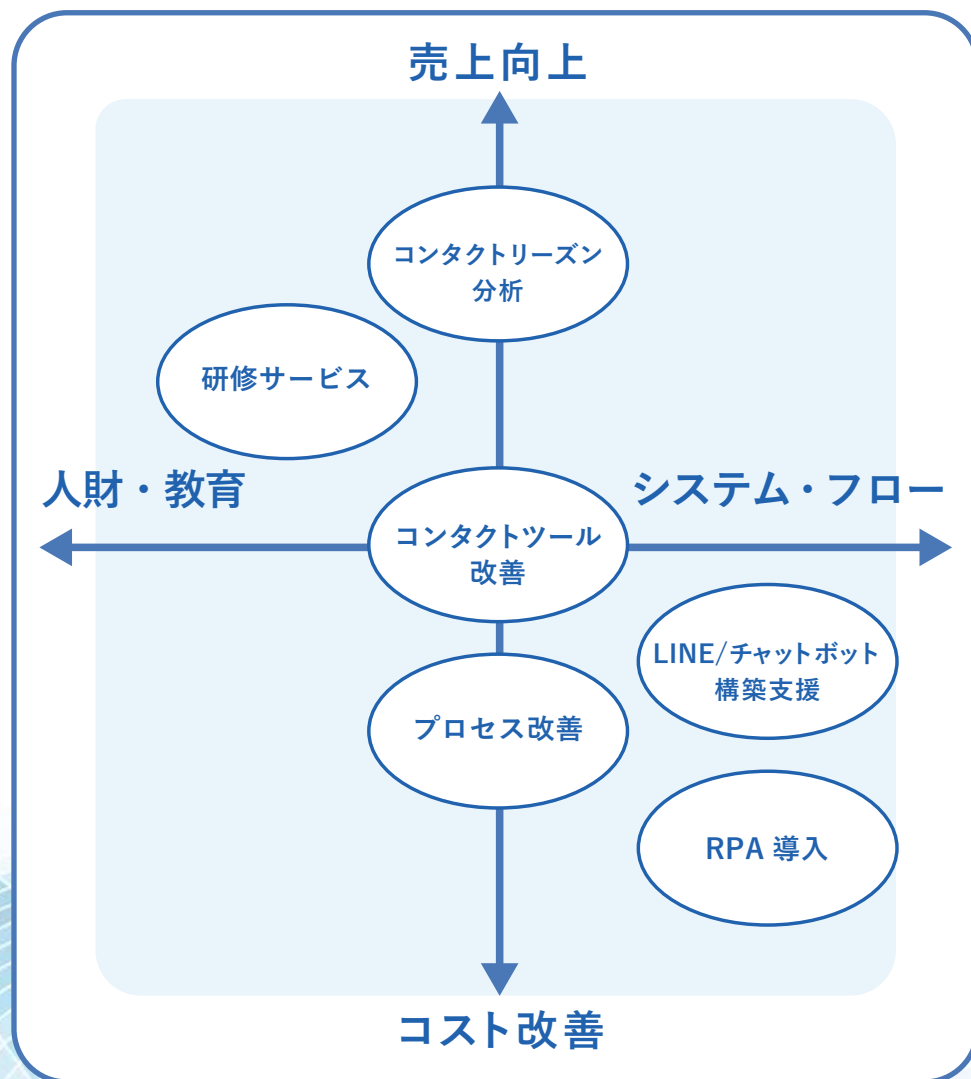 売上向上
コンタクトリーズン
分析
研修サービス
人財・教育
システム・フロー
コンタクトツール
改善
LINE/チャットボット
構築支援
プロセス改善
RPA 導入
コスト改善